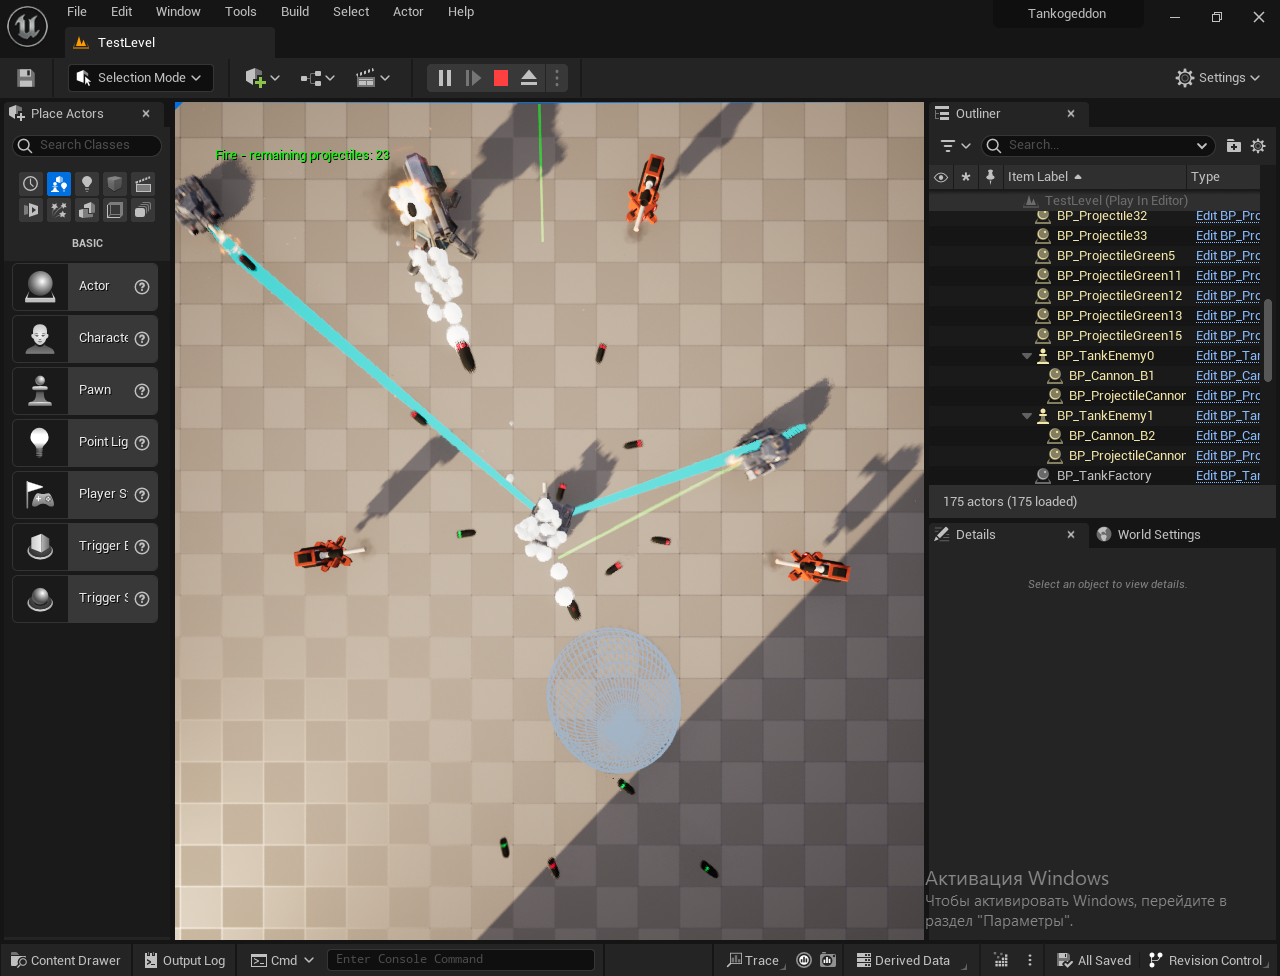 File Edit Window Tools Build Select Actor Help
Tankogeddon
TestLevel
Selection Mode
Settings
Place Actors
Search Classes
BASIC
Actor
Characte
Pawn
Point Lig
Player S
Trigger B
Trigger S
Fire - remaining projectiles: 23
Outliner
Search...
Item Label Type
TestLevel (Play In Editor)
BP_Projectile32 Edit BP_Pro
BP_Projectile33 Edit BP_Pro
BP_ProjectileGreen5 Edit BP_Pro
BP_ProjectileGreen11 Edit BP_Pro
BP_ProjectileGreen12 Edit BP_Pro
BP_ProjectileGreen13 Edit BP_Pro
BP_ProjectileGreen15 Edit BP_Pro
BP_TankEnemy0 Edit BP_Tar
BP_Cannon_B1 Edit BP_Car
BP_ProjectileCannon Edit BP_Pro
BP_TankEnemy1 Edit BP_Tar
BP_Cannon_B2 Edit BP_Car
BP_ProjectileCannon Edit BP_Pro
BP_TankFactory Edit BP_Tar
175 actors (175 loaded)
Details
World Settings
Select an object to view details.
Активация Windows
Чтобы активировать Windows, перейдите в
раздел "Параметры".
Content Drawer
Output Log
Cmd
Enter Console Command
Trace
Derived Data
All Saved
Revision Control